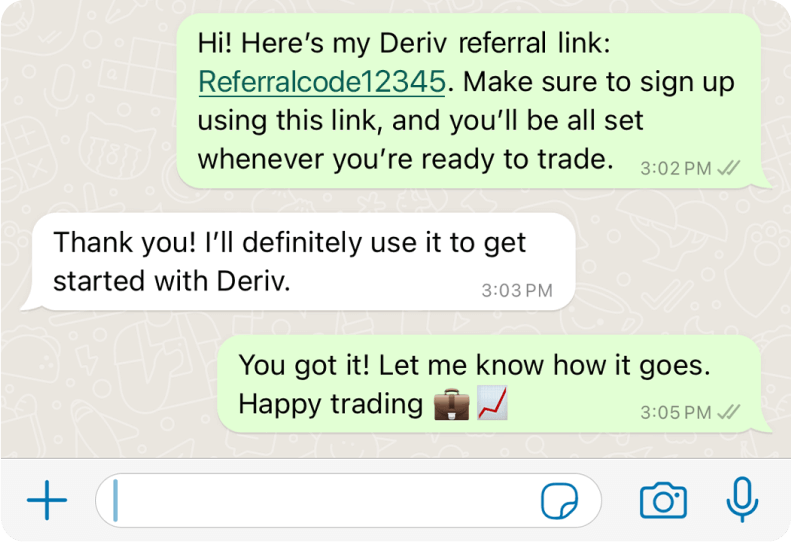 Hi! Here’s my Deriv referral link:
Referralcode12345. Make sure to sign up
using this link, and you’ll be all set
whenever you’re ready to trade. 3:02 PM
Thank you! I’ll definitely use it to get
started with Deriv. 3:03 PM
You got it! Let me know how it goes.
Happy trading 💼📈 3:05 PM